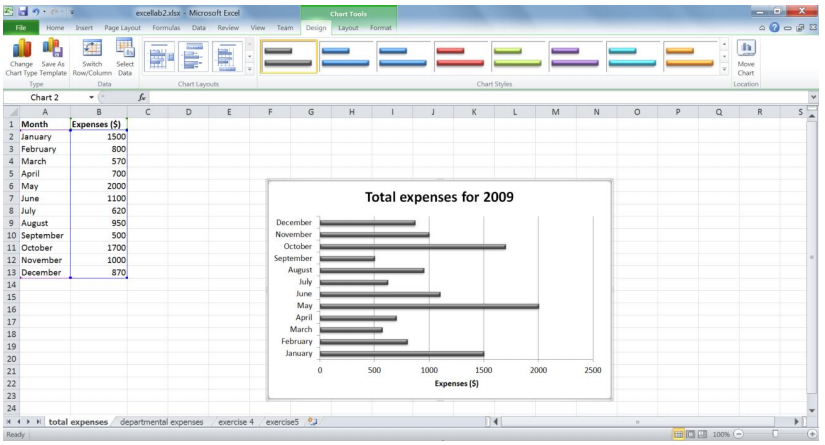 excellab2.xlsx - Microsoft Excel
Chart Tools
File Home Insert Page Layout Formulas Data Review View Team Design Layout Format
Change Chart Type Save As Template Switch Row/Column Select Data Move Chart
Type Data Chart Layouts Chart Styles Location
Chart 2 fx
A B C D E F G H I J K L M N O P Q R S
1 Month Expenses ($)
2 January 1500
3 February 800
4 March 570
5 April 700
6 May 2000
7 June 1100
8 July 620
9 August 950
10 September 500
11 October 1700
12 November 1000
13 December 870
14
15
16
17
18
19
20
21
22
23
24
Total expenses for 2009
December
November
October
September
August
July
June
May
April
March
February
January
0 500 1000 1500 2000 2500
Expenses ($)
total expenses departmental expenses exercise 4 exercise5
Ready 100%